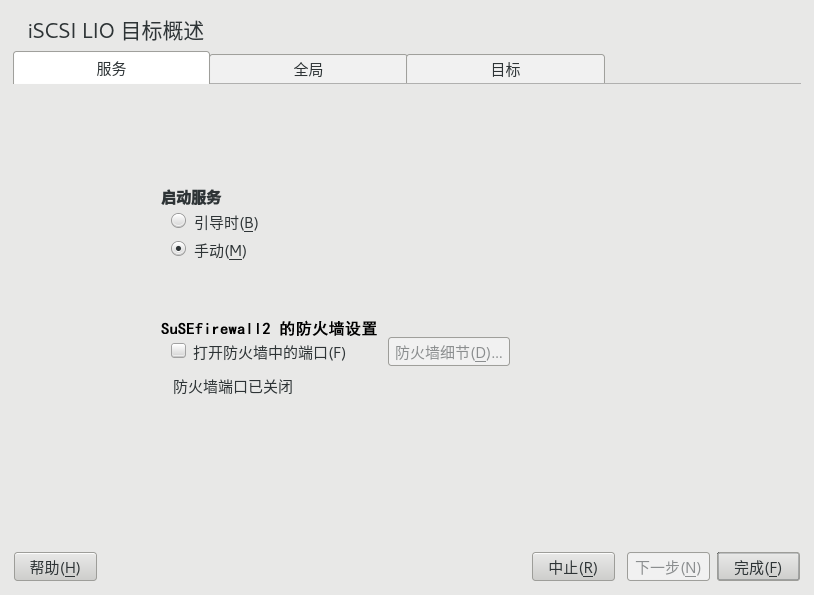 iSCSI LIO 目标概述
服务 全局 目标
启动服务
引导时(B)
手动(M)
SuSEfirewall2 的防火墙设置
打开防火墙中的端口(F) 防火墙细节(D)...
防火墙端口已关闭
帮助(H) 中止(R) 下一步(N) 完成(F)